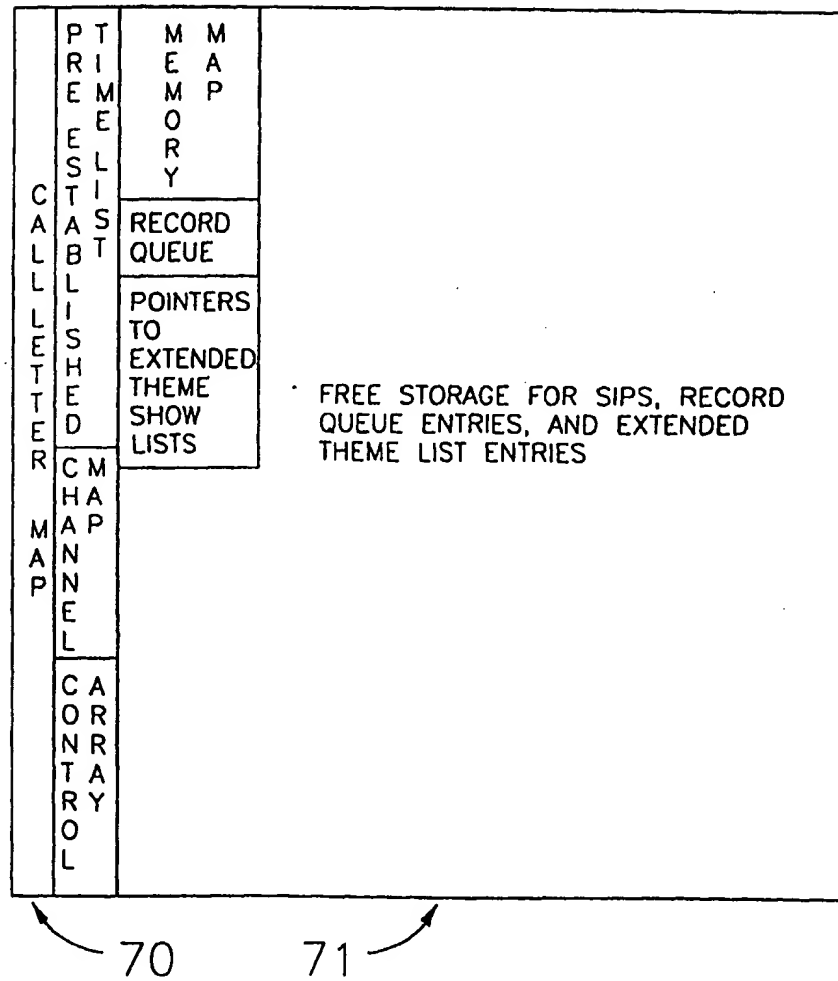 CALL LETTER MAP
PRE ESTABLISHED
TIME LIST
CHANNEL
MAP
CONTROL
ARRAY
MEMORY
MAP
RECORD
QUEUE
POINTERS
TO
EXTENDED
THEME
SHOW
LISTS
FREE STORAGE FOR SIPS, RECORD
QUEUE ENTRIES, AND EXTENDED
THEME LIST ENTRIES
70
71